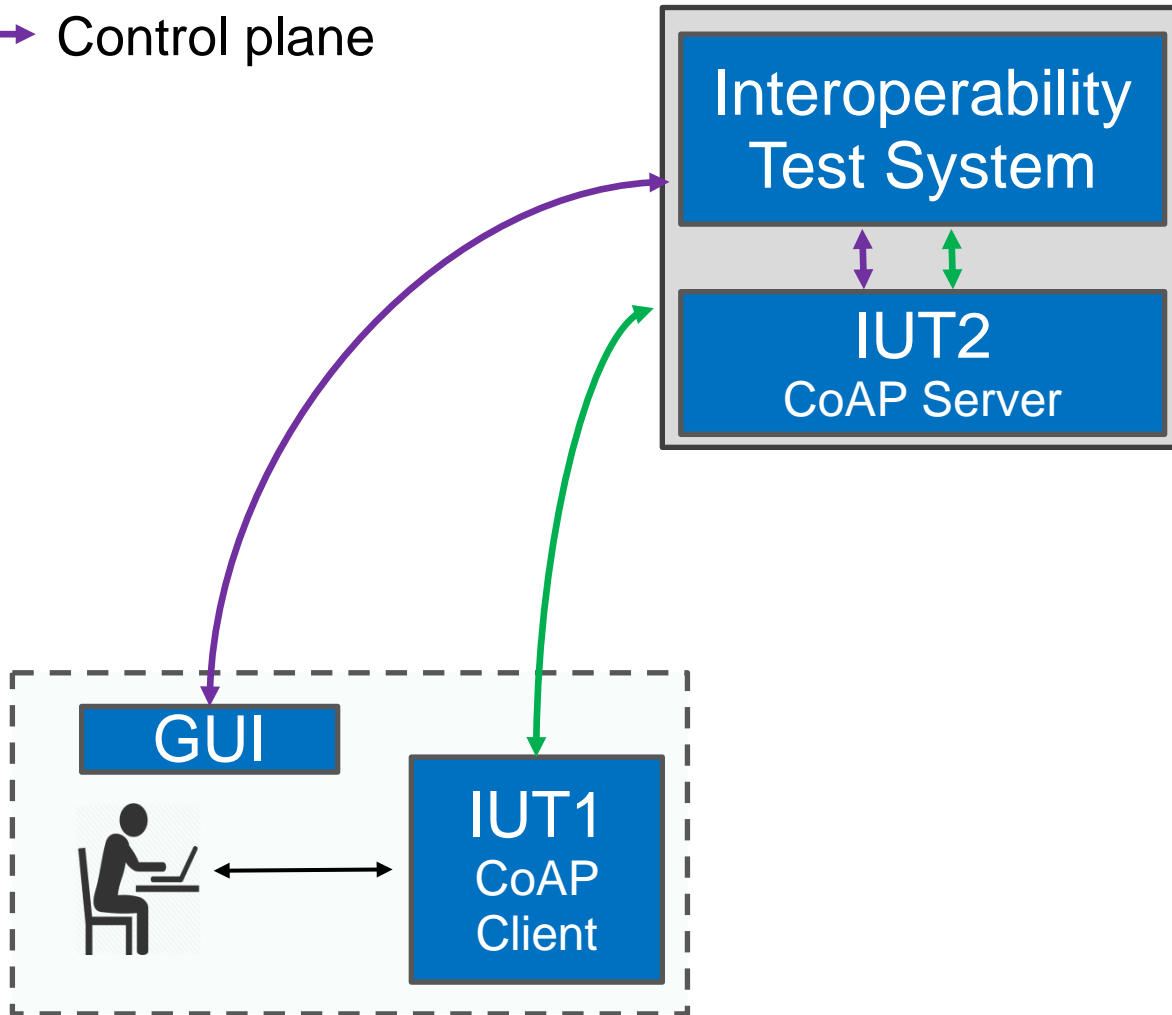 Control plane
Interoperability
Test System
IUT2
CoAP Server
GUI
IUT1
CoAP
Client